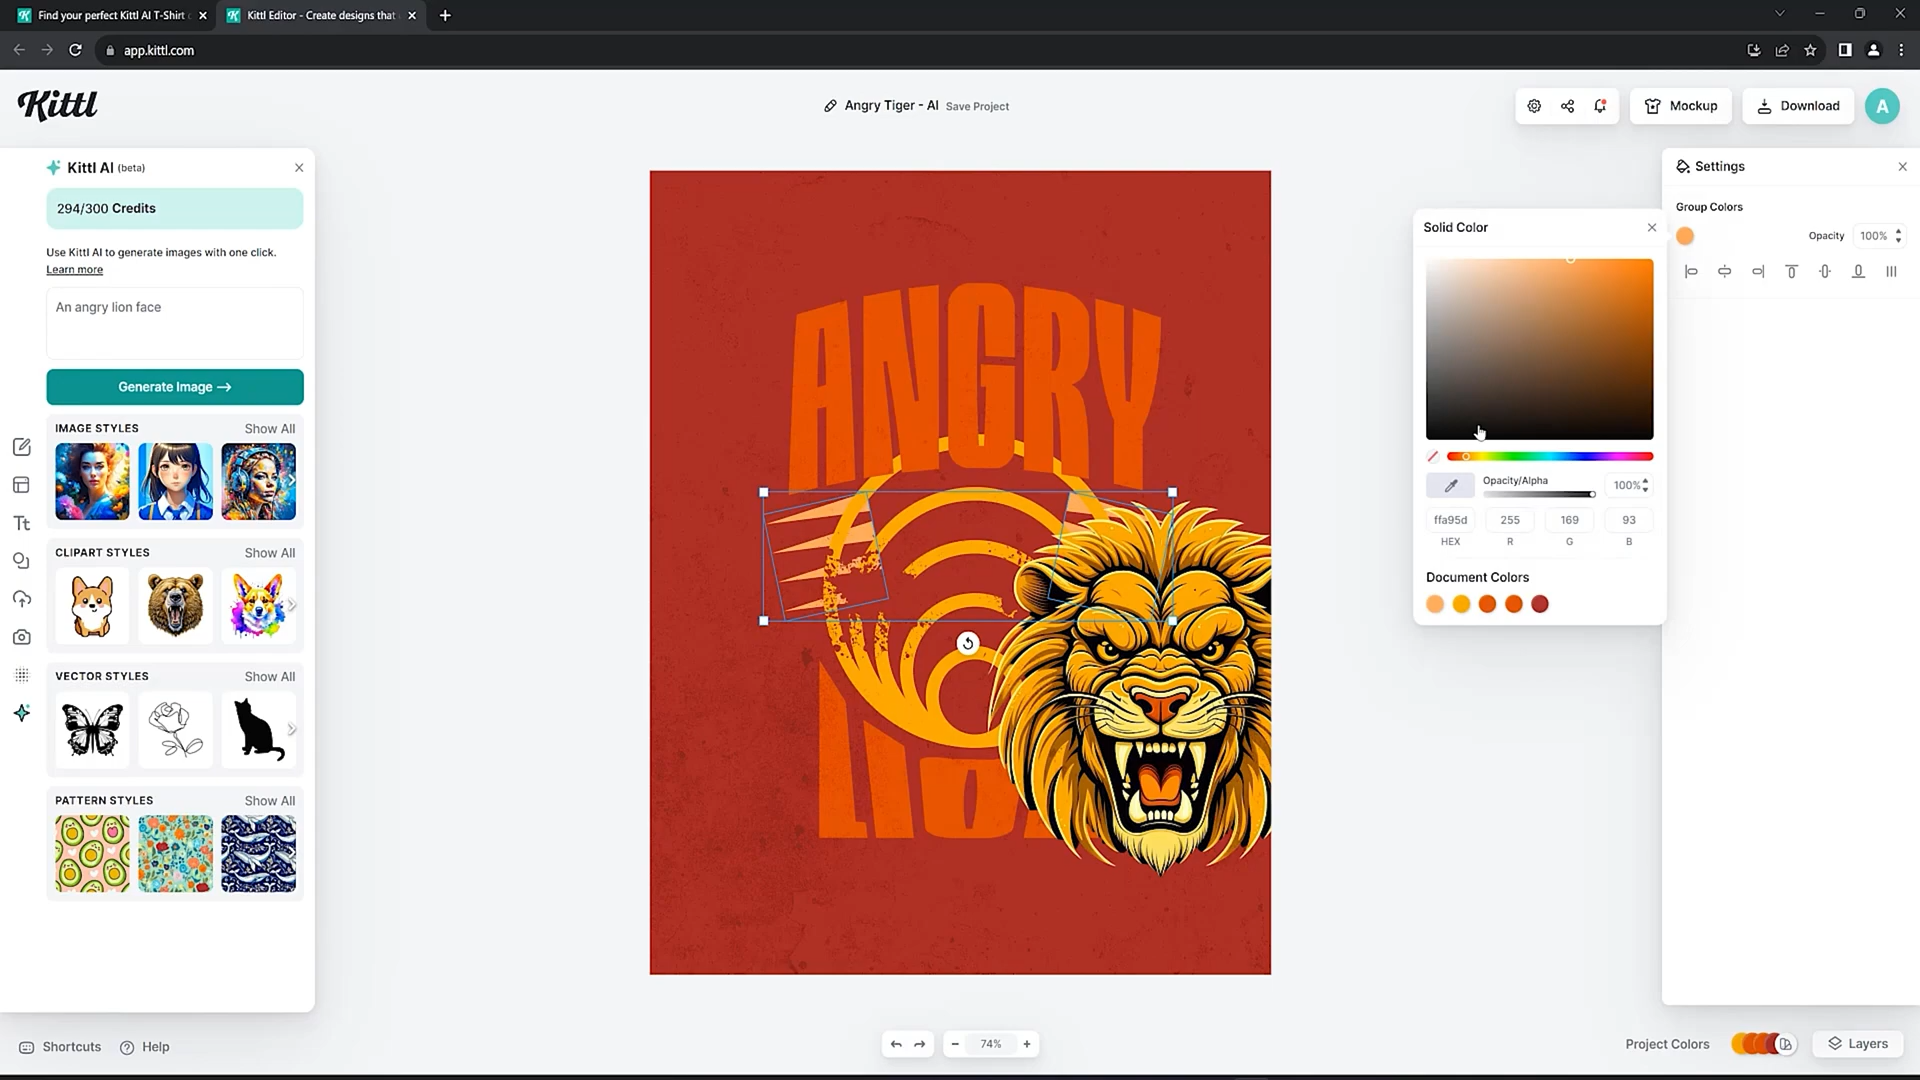 Find your perfect Kittl AI T-Shirt
Kittl Editor - Create designs that
app.kittl.com
Kittl
Angry Tiger - AI Save Project
Mockup
Download
A
Kittl AI (beta)
294/300 Credits
Use Kittl AI to generate images with one click.
Learn more
An angry lion face
Generate Image →
IMAGE STYLES Show All
CLIPART STYLES Show All
VECTOR STYLES Show All
PATTERN STYLES Show All
Shortcuts
Help
ANGRY
LIO
74%
Solid Color
Opacity/Alpha
100%
ffa95d 255 169 93
HEX R G B
Document Colors
Settings
Group Colors
Opacity 100%
Project Colors
Layers